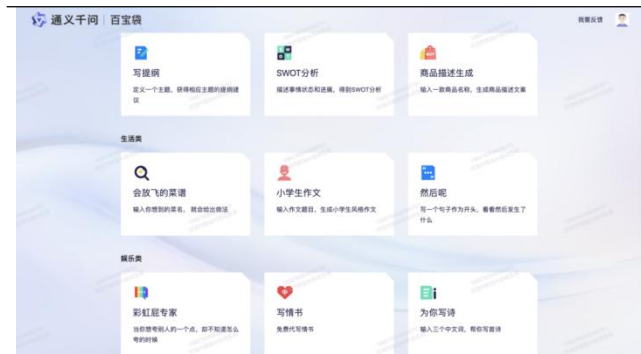 通义千问 百宝袋
我要反馈
写提纲
SWOT分析
商品描述生成
定义一个主题，获得相应主题的提纲建
议
描述事情状态和进展，得到SWOT分析
输入一款商品名称，生成商品描述文案
生活类
会放飞的菜谱
小学生作文
然后呢
输入你想到的菜名，就会给出做法
输入作文题目，生成小学生风格作文
写一个句子作为开头，看看然后发生了
什么
娱乐类
彩虹屁专家
写情书
为你写诗
当你想夸别人的一个点，却不知道怎么
夸的时候
免费代写情书
输入三个中文词，帮你写首诗